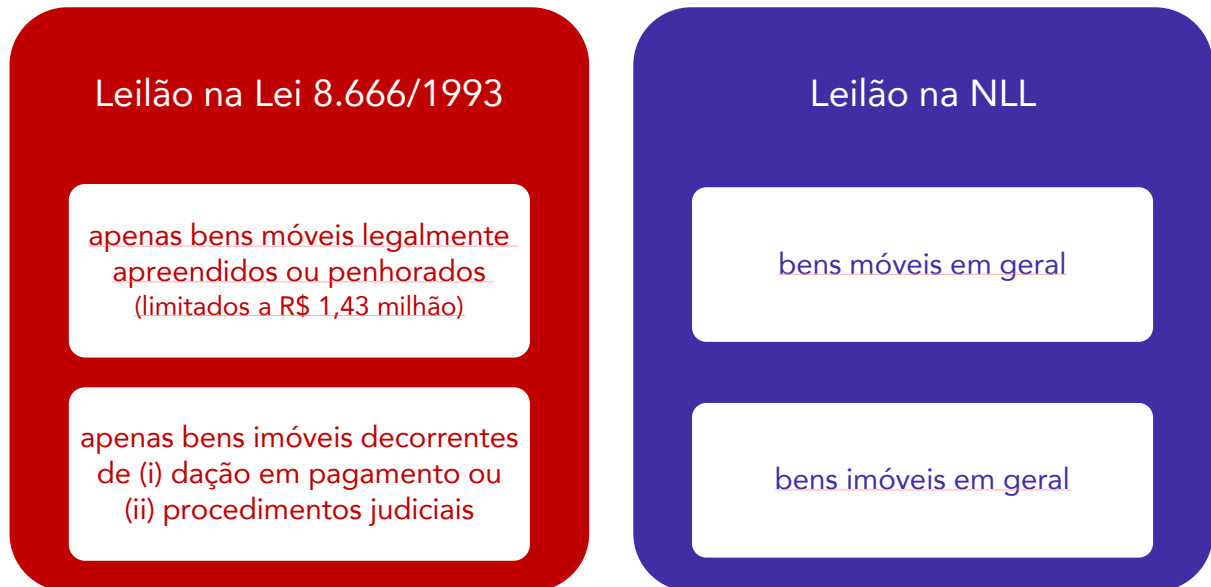 Leilão na Lei 8.666/1993
apenas bens móveis legalmente
apreendidos ou penhorados
(limitados a R$ 1,43 milhão)
apenas bens imóveis decorrentes
de (i) dação em pagamento ou
(ii) procedimentos judiciais
Leilão na NLL
bens móveis em geral
bens imóveis em geral